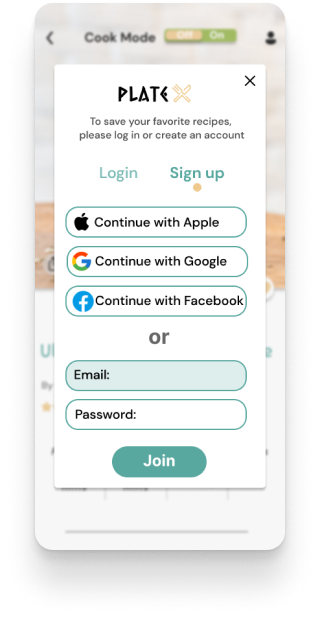 Cook Mode
Off On
PLATE
To save your favorite recipes,
please log in or create an account
Login Sign up
Continue with Apple
Continue with Google
Continue with Facebook
or
Email:
Password:
Join